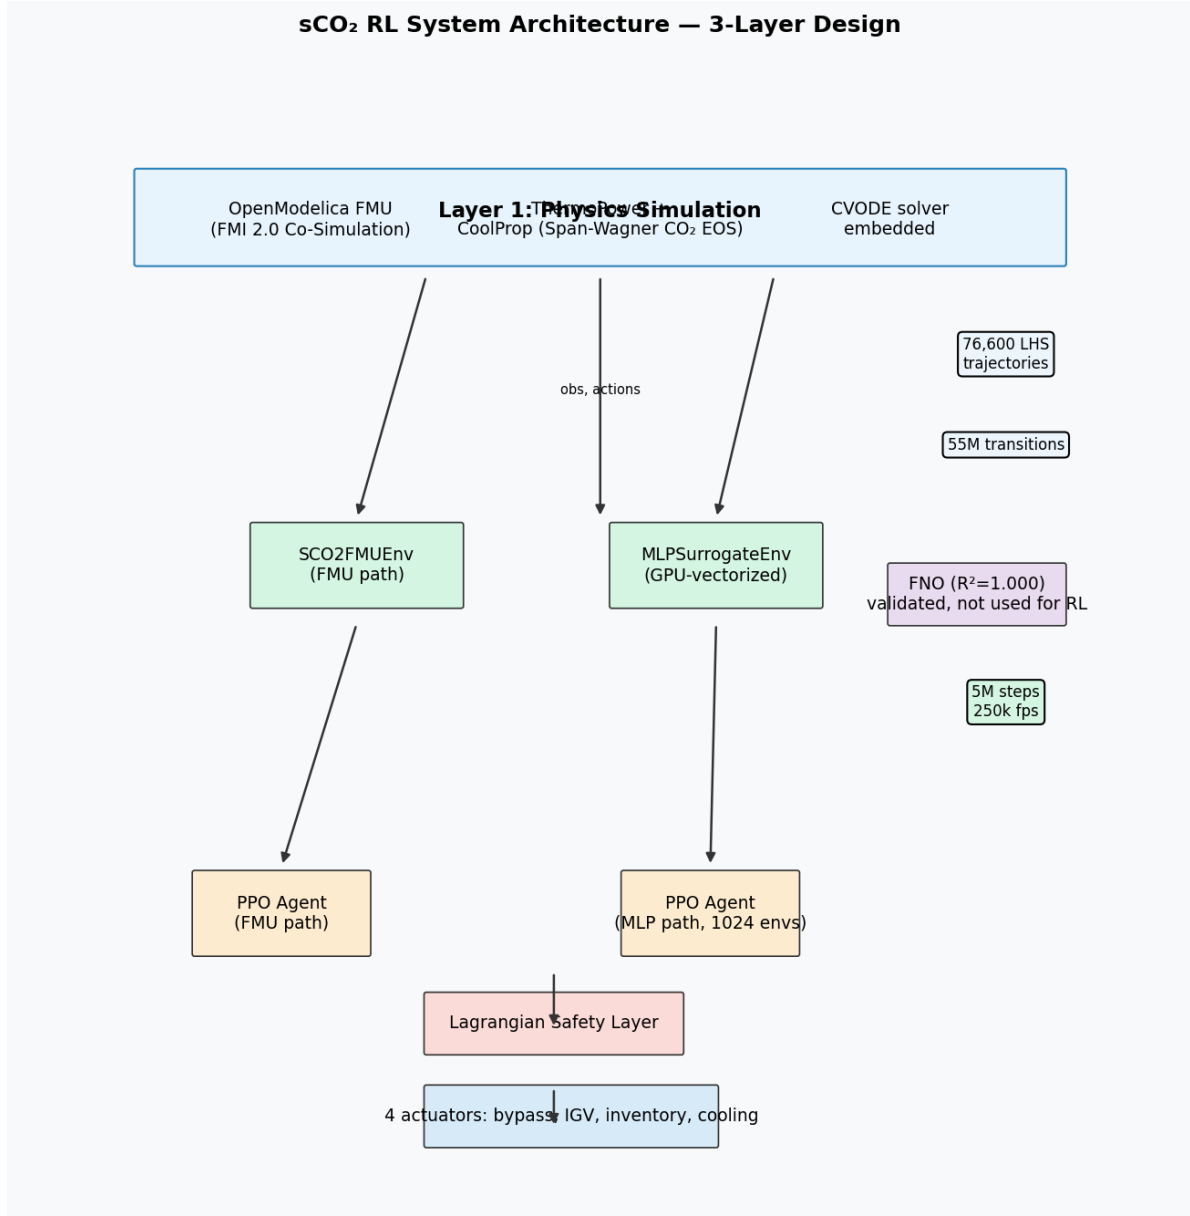 sCO₂ RL System Architecture — 3-Layer Design
Layer 1: Physics Simulation
OpenModelica FMU
(FMI 2.0 Co-Simulation)
ThermoPower +
CoolProp (Span-Wagner CO₂ EOS)
CVODE solver
embedded
76,600 LHS
trajectories
obs, actions
55M transitions
SCO2FMUEnv
(FMU path)
MLPSurrogateEnv
(GPU-vectorized)
FNO (R²=1.000)
validated, not used for RL
5M steps
250k fps
PPO Agent
(FMU path)
PPO Agent
(MLP path, 1024 envs)
Lagrangian Safety Layer
4 actuators: bypass, IGV, inventory, cooling